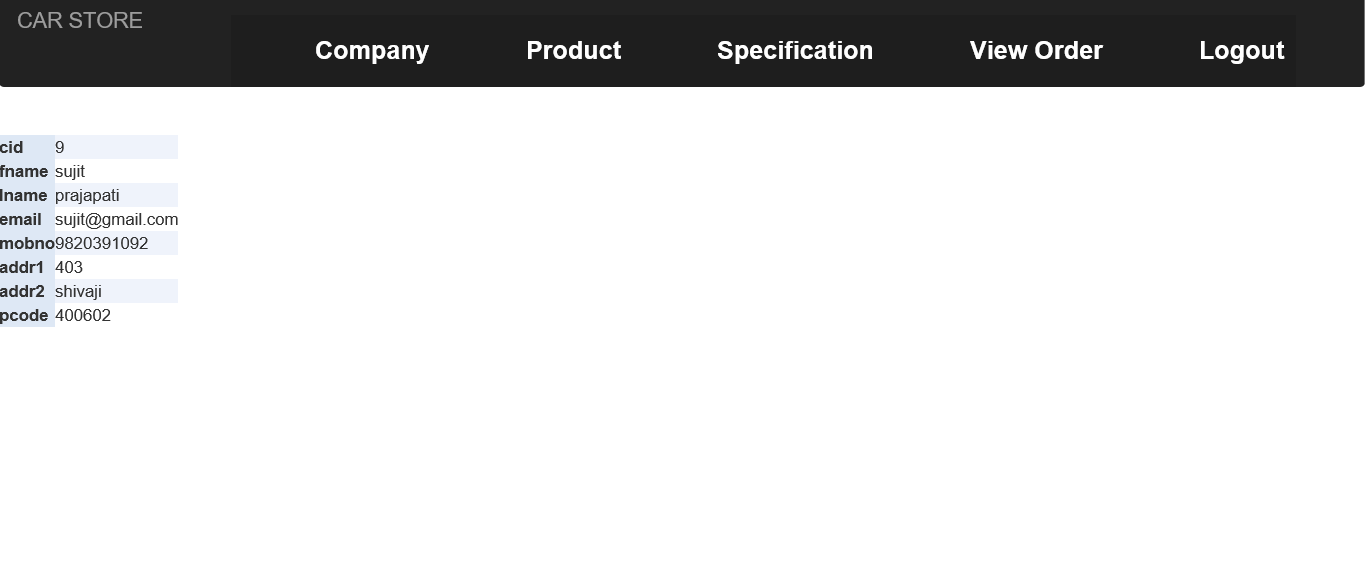 CAR STORE
Company Product Specification View Order Logout
cid 9
fname sujit
lname prajapati
email sujit@gmail.com
mobno 9820391092
addr1 403
addr2 shivaji
pcode 400602